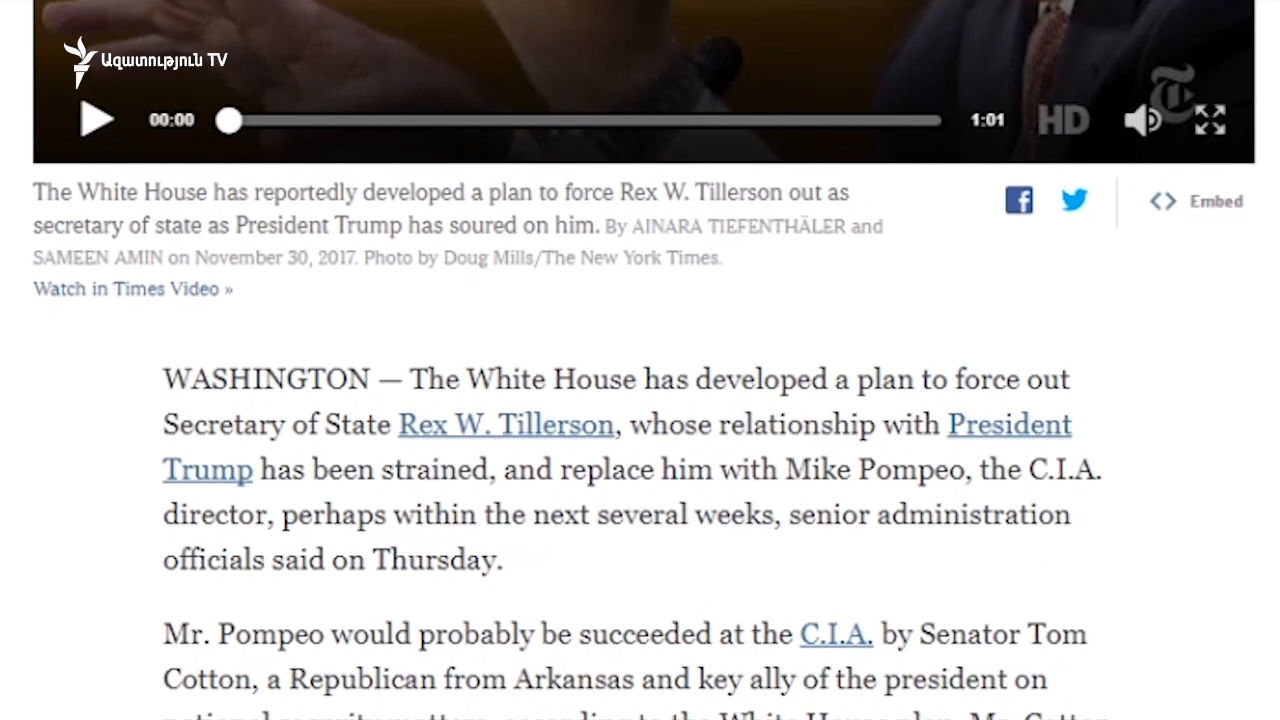 Ազատություն TV
00:00
1:01
HD
The White House has reportedly developed a plan to force Rex W. Tillerson out as
secretary of state as President Trump has soured on him. By AINARA TIEFENTHÄLER and
SAMEEN AMIN on November 30, 2017. Photo by Doug Mills/The New York Times.
Watch in Times Video »
Embed
WASHINGTON — The White House has developed a plan to force out
Secretary of State Rex W. Tillerson, whose relationship with President
Trump has been strained, and replace him with Mike Pompeo, the C.I.A.
director, perhaps within the next several weeks, senior administration
officials said on Thursday.
Mr. Pompeo would probably be succeeded at the C.I.A. by Senator Tom
Cotton, a Republican from Arkansas and key ally of the president on